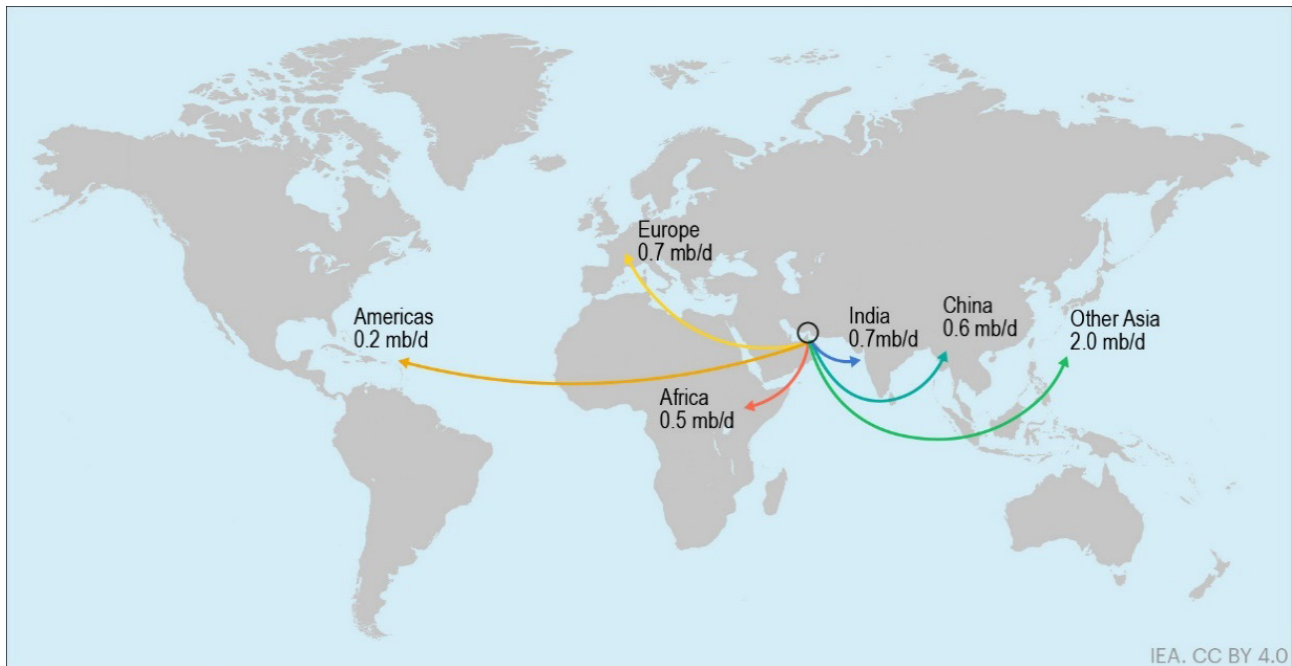 Europe
0.7 mb/d
Americas
0.2 mb/d
Africa
0.5 mb/d
India
0.7mb/d
China
0.6 mb/d
Other Asia
2.0 mb/d
IEA. CC BY 4.0